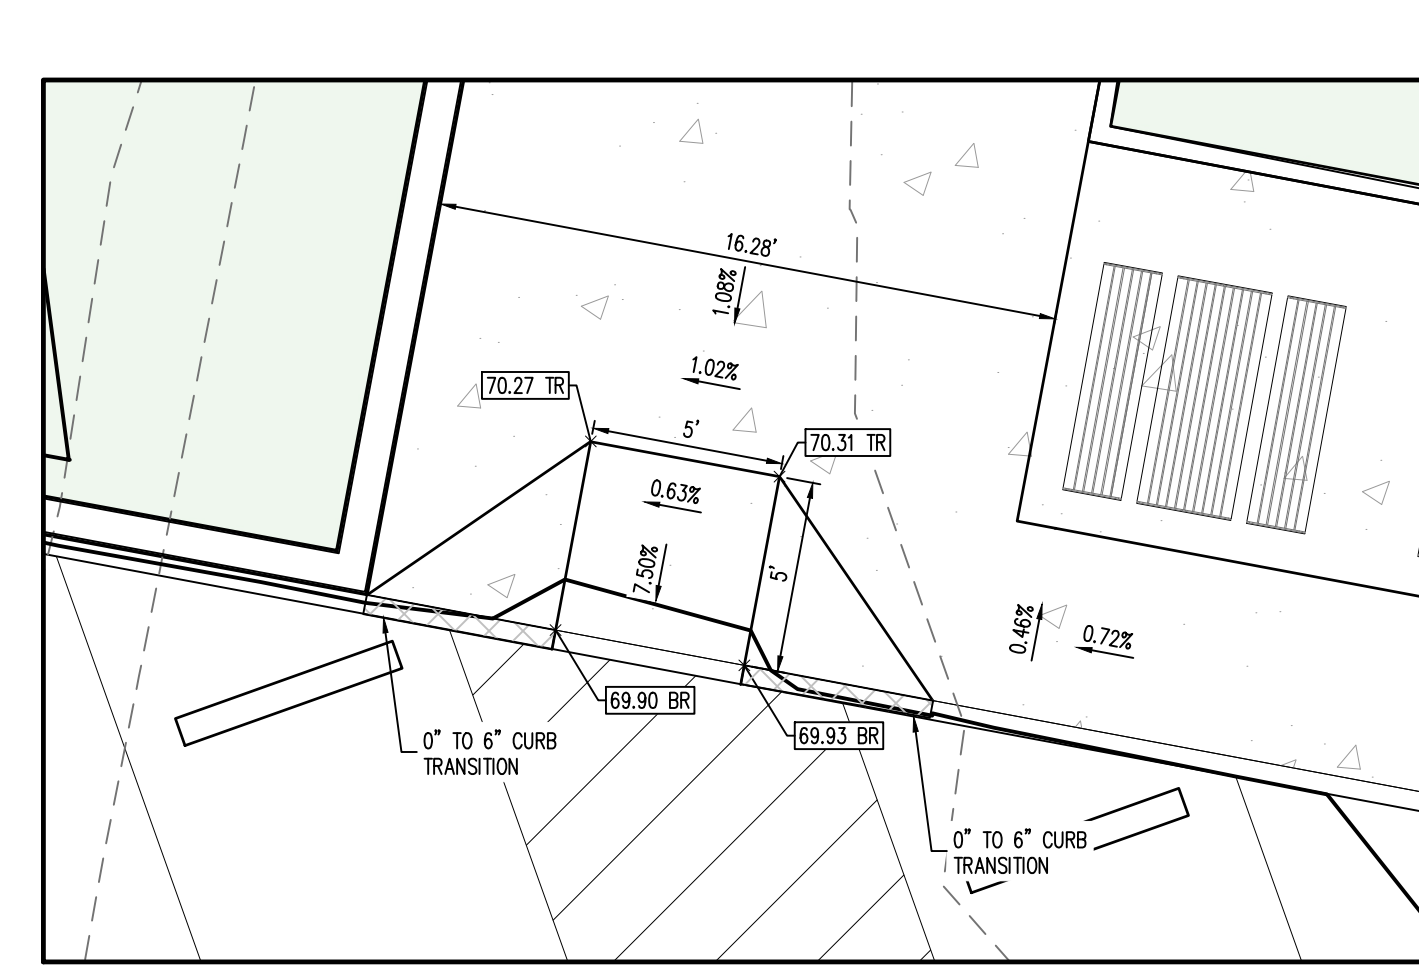 16.28'
1.08%
1.02%
70.27 TR
5'
70.31 TR
0.63%
7.50%
5'
0.46%
0.72%
69.90 BR
69.93 BR
0” TO 6” CURB
TRANSITION
0” TO 6” CURB
TRANSITION